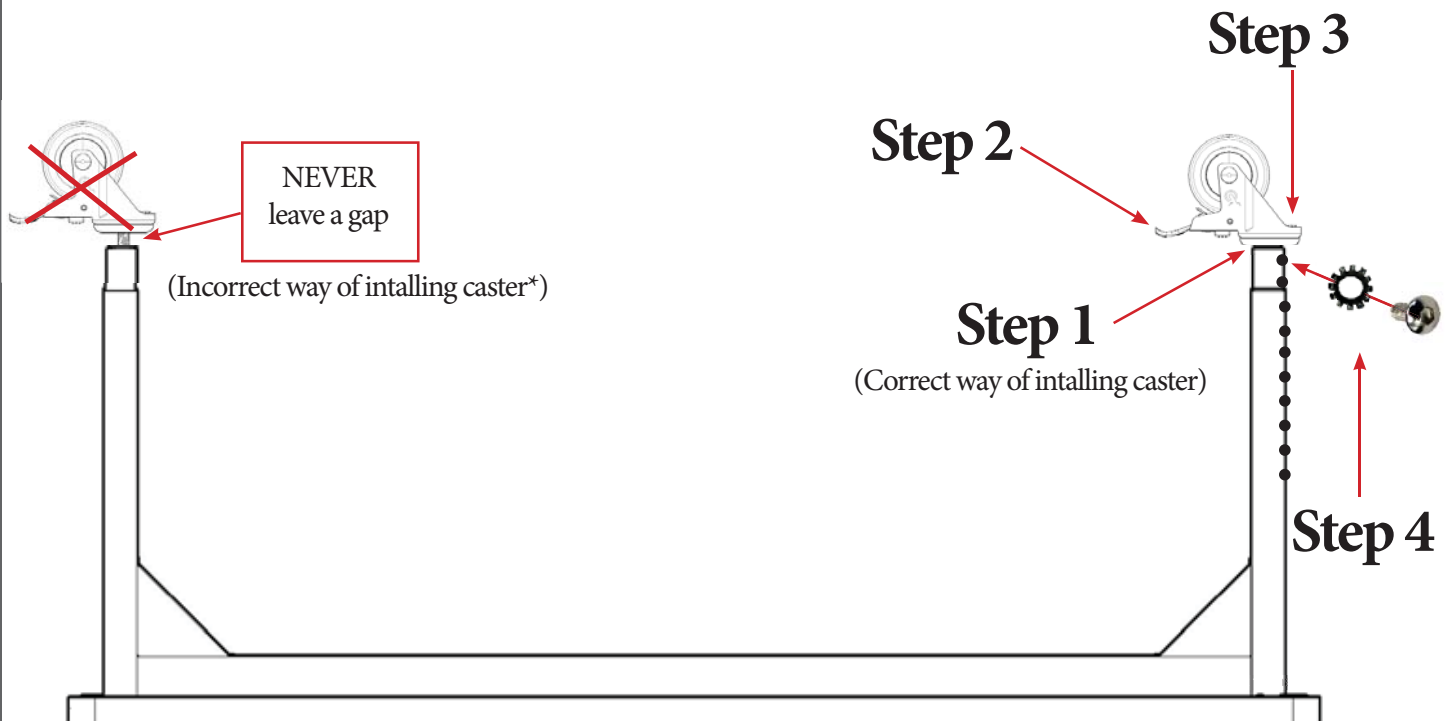 Step 3
Step 2
NEVER
leave a gap
(Incorrect way of intalling caster*)
Step 1
(Correct way of intalling caster)
Step 4